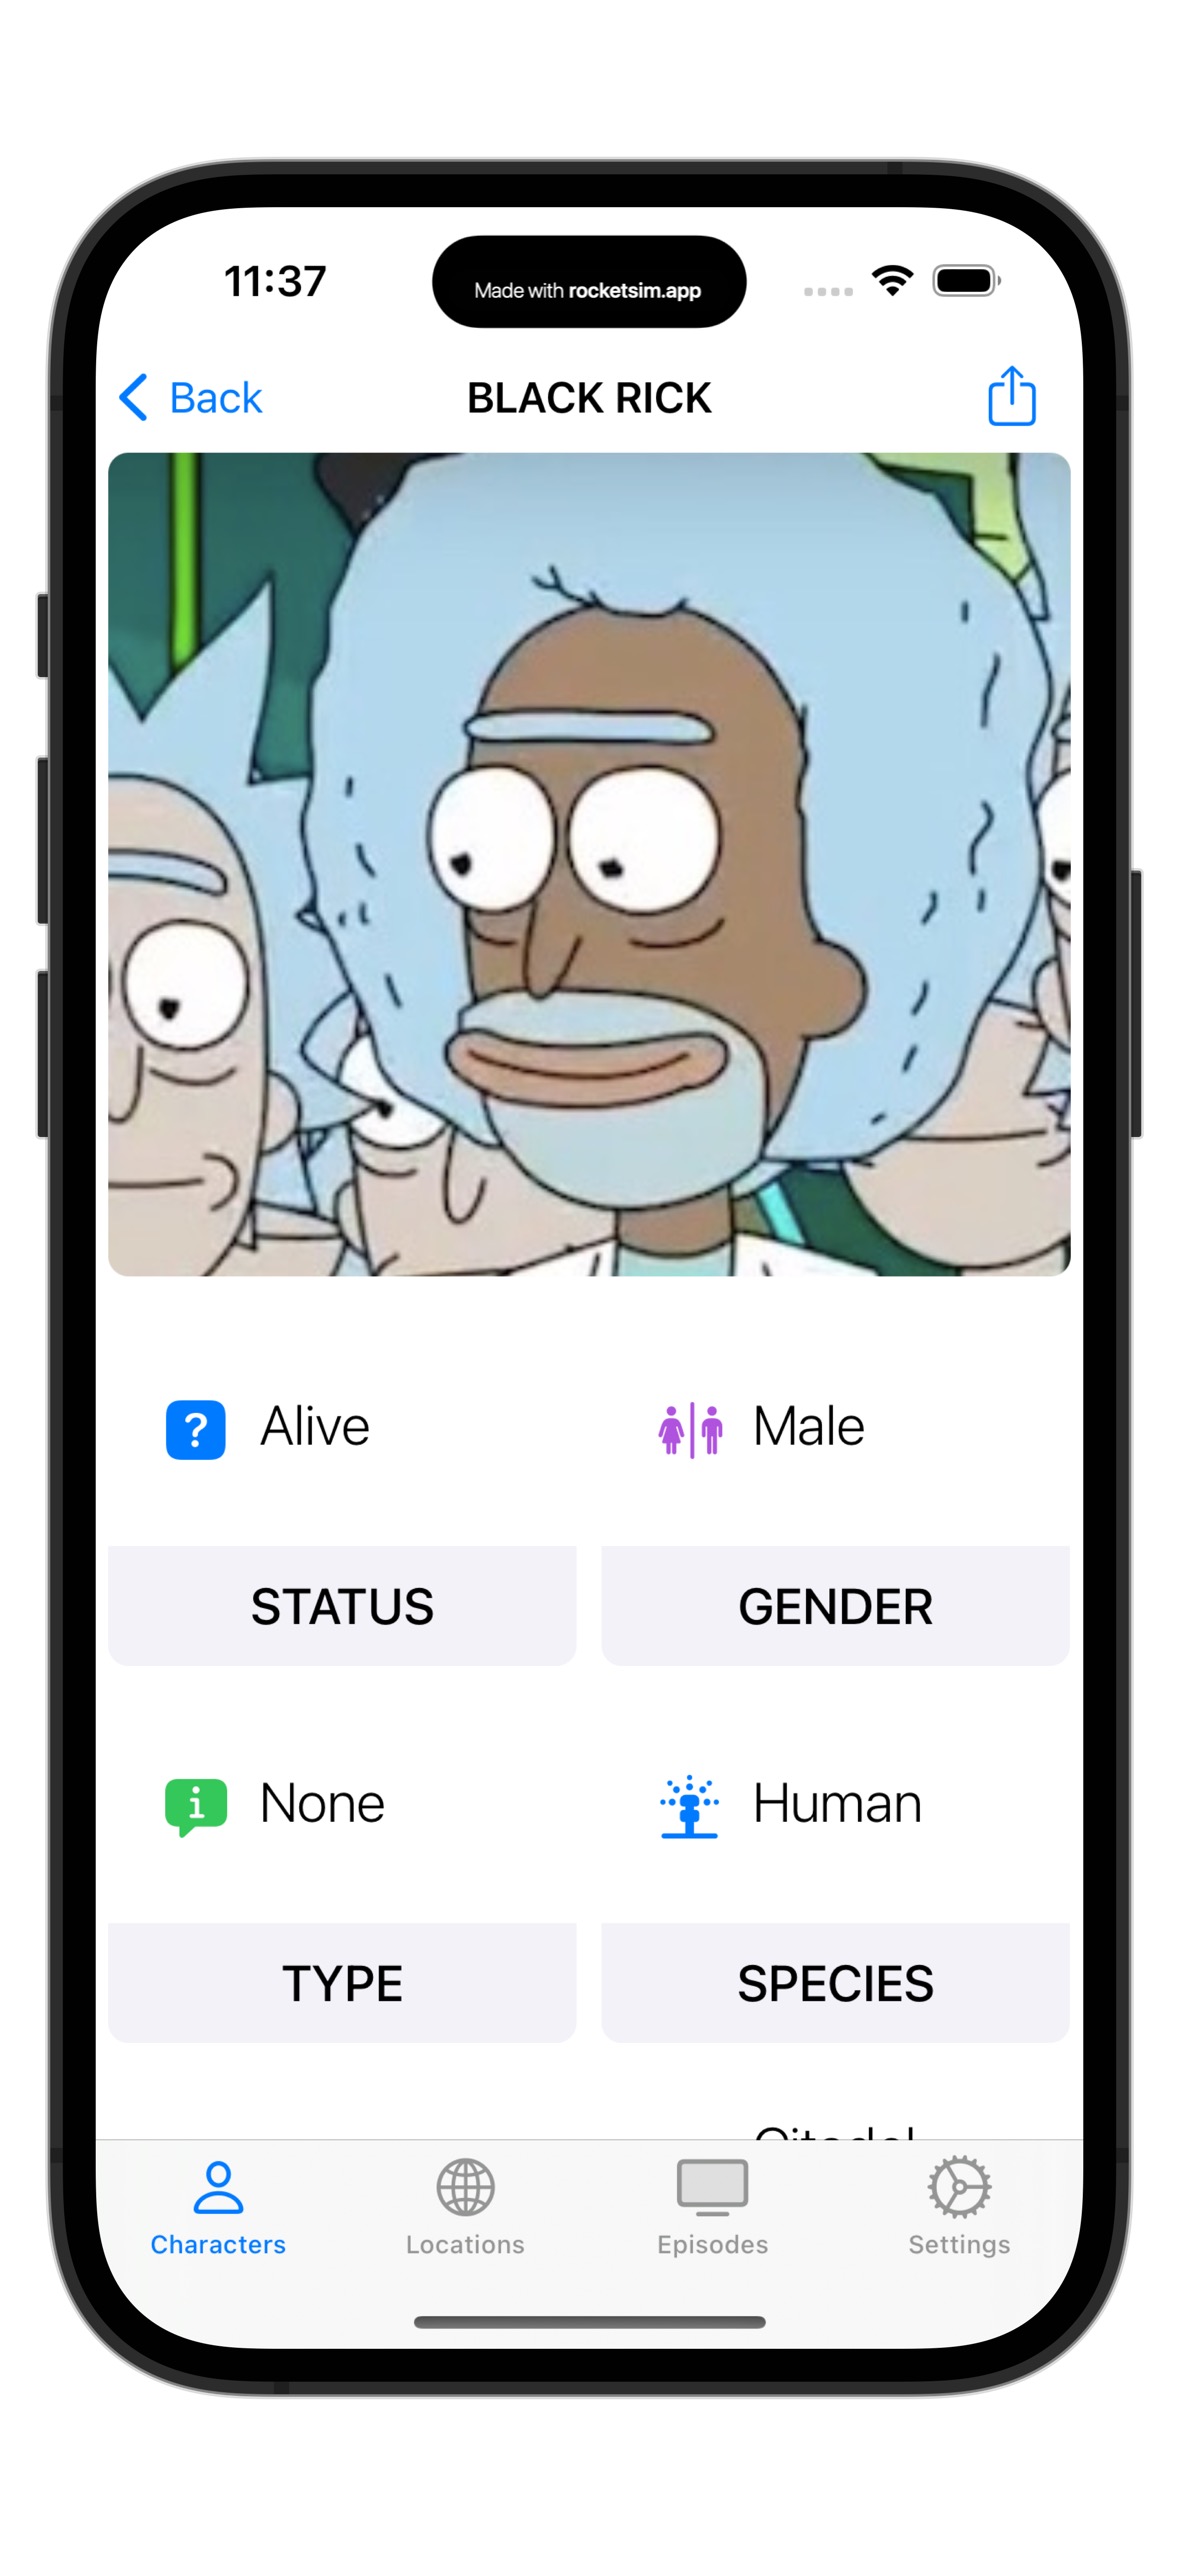 11:37
Made with rocketsim.app
Back
BLACK RICK
Alive
Male
STATUS
GENDER
None
Human
TYPE
SPECIES
Citadel
Characters
Locations
Episodes
Settings